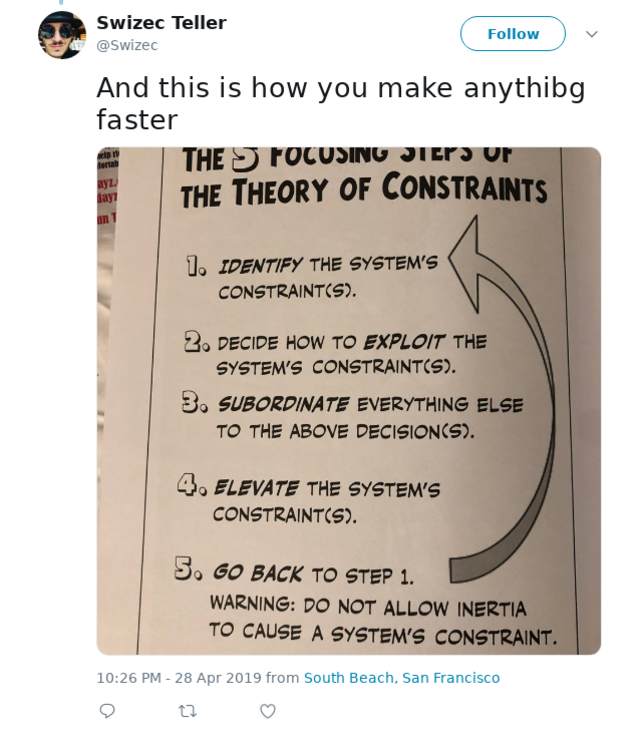 Swizec Teller
@Swizec
Follow
And this is how you make anythibg
faster
THE 5 FOCUSING STEPS OF
THE THEORY OF CONSTRAINTS
1. IDENTIFY THE SYSTEM'S
CONSTRAINT(S).
2. DECIDE HOW TO EXPLOIT THE
SYSTEM'S CONSTRAINT(S).
3. SUBORDINATE EVERYTHING ELSE
TO THE ABOVE DECISION(S).
4. ELEVATE THE SYSTEM'S
CONSTRAINT(S).
5. GO BACK TO STEP 1.
WARNING: DO NOT ALLOW INERTIA
TO CAUSE A SYSTEM'S CONSTRAINT.
10:26 PM - 28 Apr 2019 from South Beach, San Francisco